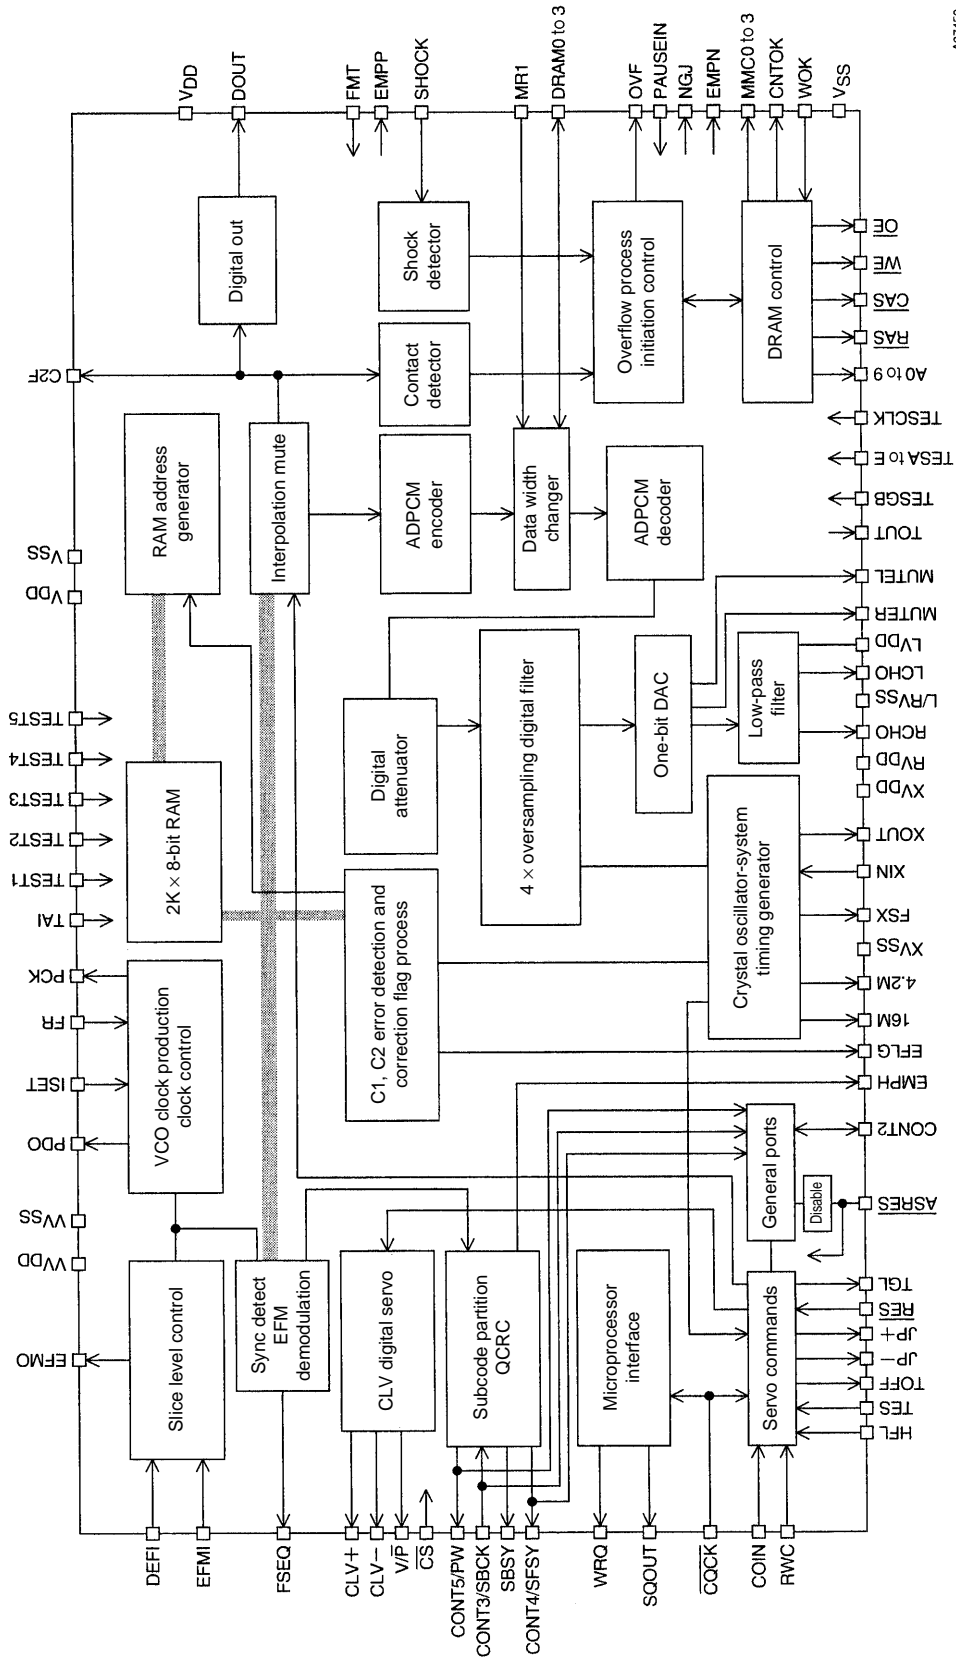 DEFI
EFMI
FSEQ
CLV+
CLV−
V/P
CS
CONT5/PW
CONT3/SBCK
SBSY
CONT4/SFSY
WRQ
SQOUT
CQCK
COIN
RWC
EFMO
VVDD
VVSS
PDO
ISET
FR
PCK
TAI
TEST1
TEST2
TEST3
TEST4
TEST5
VDD
VSS
C2F
Slice level control
Sync detect
EFM
demodulation
CLV digital servo
Subcode partition
QCRC
Microprocessor
interface
Servo commands
General ports
Disable
VCO clock production
clock control
2K × 8-bit RAM
C1, C2 error detection and
correction flag process
Digital
attenuator
4 × oversampling digital filter
One-bit DAC
Low-pass
filter
Crystal oscillator-system
timing generator
RAM address
generator
Interpolation mute
ADPCM
encoder
Data width
changer
ADPCM
decoder
Digital out
Contact
detector
Shock
detector
Overflow process
initiation control
DRAM control
VDD
DOUT
FMT
EMPP
SHOCK
MR1
DRAM0 to 3
OVF
PAUSEIN
NGJ
EMPN
MMC0 to 3
CNTOK
WOK
VSS
HFL
TES
TOFF
JP−
JP+
RES
TGL
ASRES
CONT2
EMPH
EFLG
16M
4.2M
XVSS
FSX
XIN
XOUT
XVDD
RVDD
RCHO
L/RVSS
LCHO
LVDD
MUTER
MUTEL
TOUT
TESGB
TESA to E
TESCLK
A0 to 9
RAS
CAS
WE
OE